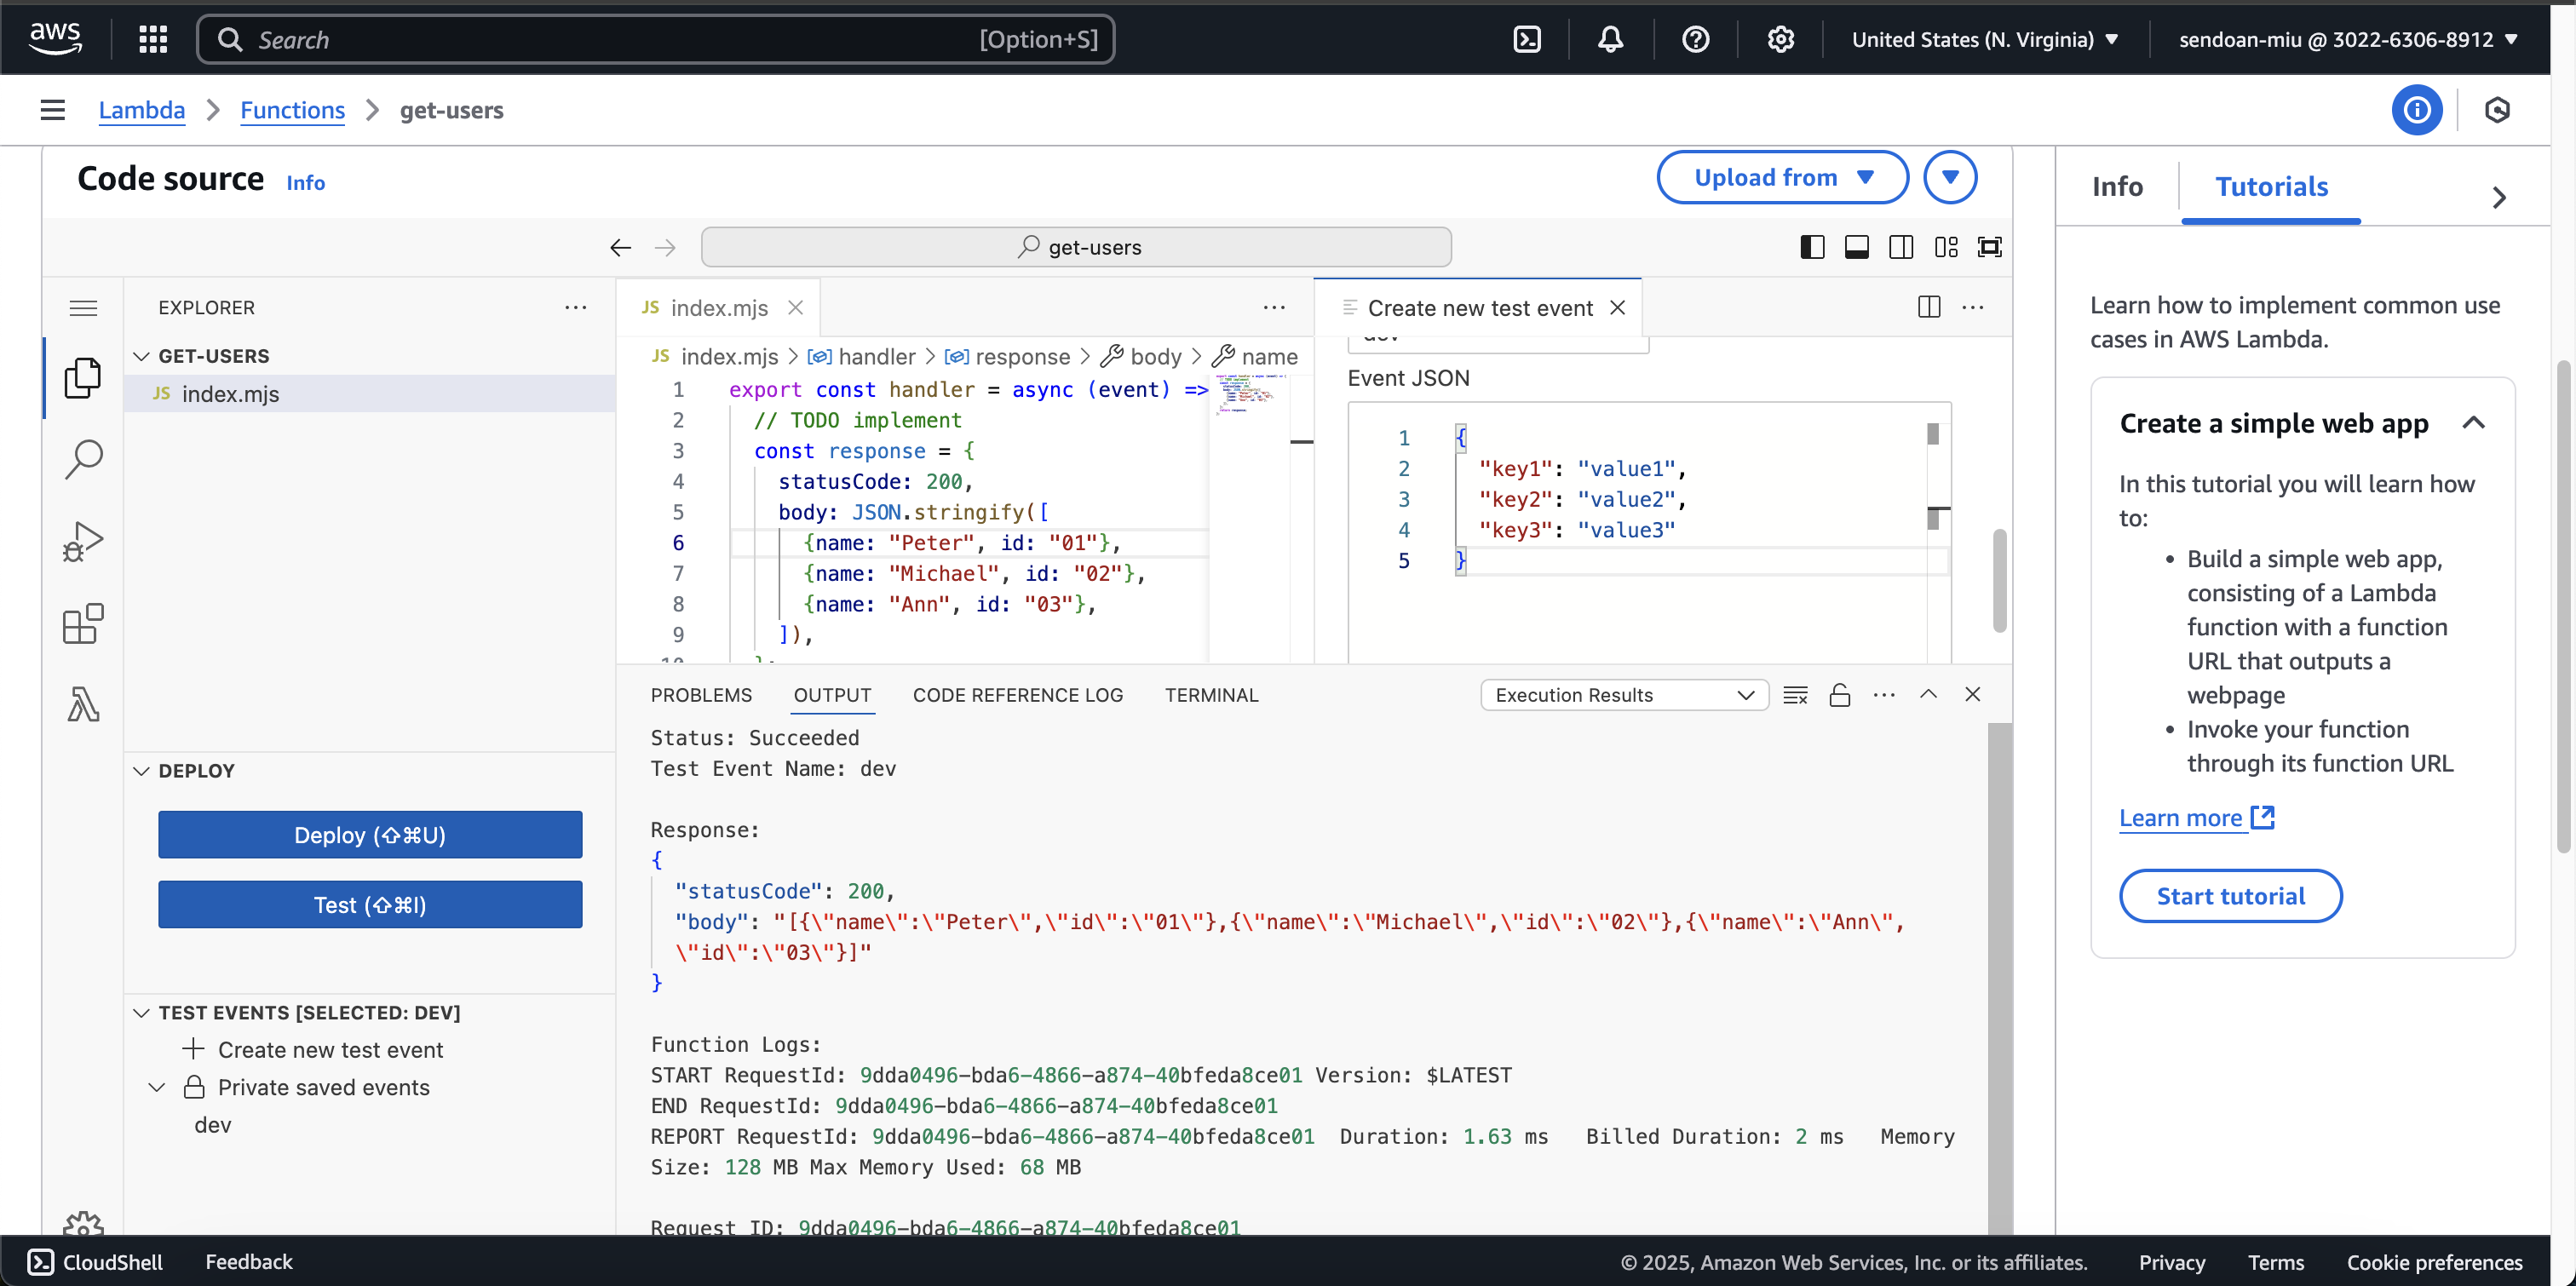 aws
Search [Option+S]
United States (N. Virginia)
sendoan-miu @ 3022-6306-8912
Lambda
Functions
get-users
Code source Info
Upload from
get-users
EXPLORER
GET-USERS
JS index.mjs
DEPLOY
Deploy (⇧⌘U)
Test (⇧⌘I)
TEST EVENTS [SELECTED: DEV]
Create new test event
Private saved events
dev
JS index.mjs
JS index.mjs > handler > response > body > name
1 export const handler = async (event) =>
2 // TODO implement
3 const response = {
4 statusCode: 200,
5 body: JSON.stringify([
6 {name: "Peter", id: "01"},
7 {name: "Michael", id: "02"},
8 {name: "Ann", id: "03"},
9 ]),
10 };
Create new test event
dev
Event JSON
1 {
2 "key1": "value1",
3 "key2": "value2",
4 "key3": "value3"
5 }
PROBLEMS OUTPUT CODE REFERENCE LOG TERMINAL
Execution Results
Status: Succeeded
Test Event Name: dev
Response:
{
"statusCode": 200,
"body": "[{\"name\":\"Peter\",\"id\":\"01\"},{\"name\":\"Michael\",\"id\":\"02\"},{\"name\":\"Ann\",
\"id\":\"03\"}]"
}
Function Logs:
START RequestId: 9dda0496-bda6-4866-a874-40bfeda8ce01 Version: $LATEST
END RequestId: 9dda0496-bda6-4866-a874-40bfeda8ce01
REPORT RequestId: 9dda0496-bda6-4866-a874-40bfeda8ce01 Duration: 1.63 ms Billed Duration: 2 ms Memory
Size: 128 MB Max Memory Used: 68 MB
Request ID: 9dda0496-bda6-4866-a874-40bfeda8ce01
Info
Tutorials
Learn how to implement common use
cases in AWS Lambda.
Create a simple web app
In this tutorial you will learn how
to:
• Build a simple web app,
consisting of a Lambda
function with a function
URL that outputs a
webpage
• Invoke your function
through its function URL
Learn more
Start tutorial
CloudShell
Feedback
© 2025, Amazon Web Services, Inc. or its affiliates.
Privacy
Terms
Cookie preferences